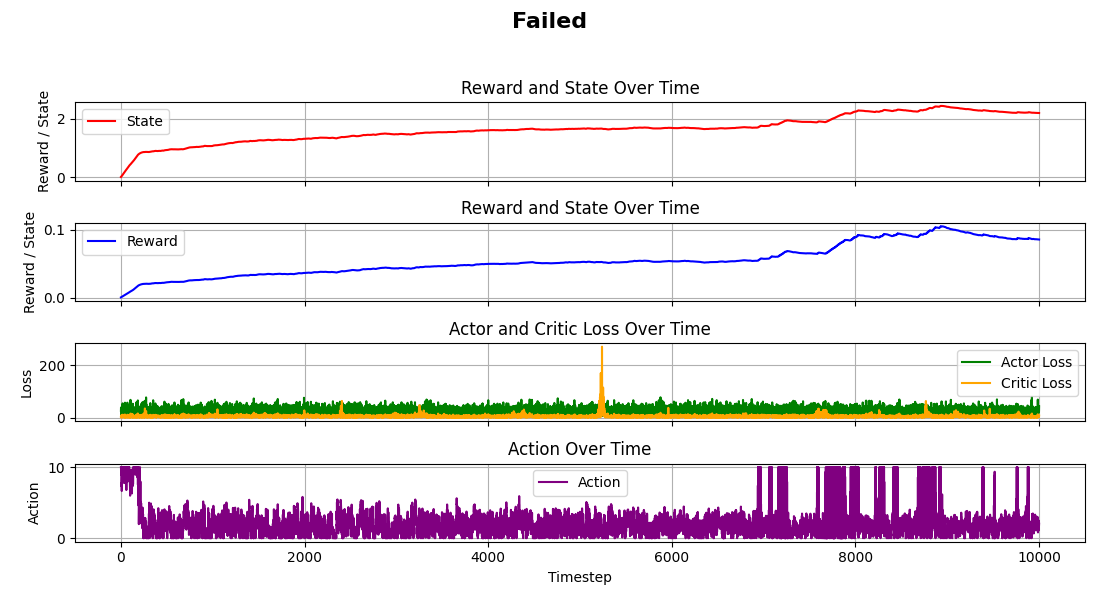 Failed
Reward and State Over Time
Reward / State
2
0
State
Reward and State Over Time
Reward / State
0.1
0.0
Reward
Actor and Critic Loss Over Time
Loss
200
0
Actor Loss
Critic Loss
Action Over Time
Action
10
0
Action
0 2000 4000 6000 8000 10000
Timestep